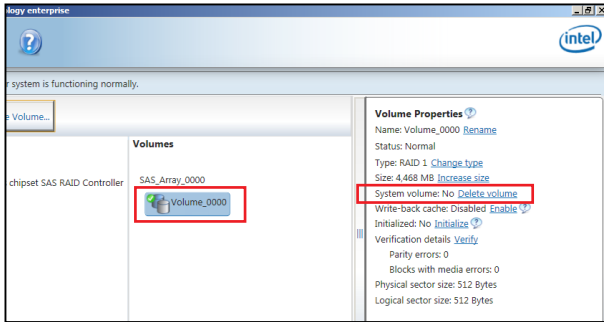 ology enterprise
intel
r system is functioning normally.
e Volume...
Volumes
chipset SAS RAID Controller
SAS_Array_0000
Volume_0000
Volume Properties
Name: Volume_0000 Rename
Status: Normal
Type: RAID 1 Change type
Size: 4,468 MB Increase size
System volume: No Delete volume
Write-back cache: Disabled Enable
Initialized: No Initialize
Verification details Verify
Parity errors: 0
Blocks with media errors: 0
Physical sector size: 512 Bytes
Logical sector size: 512 Bytes